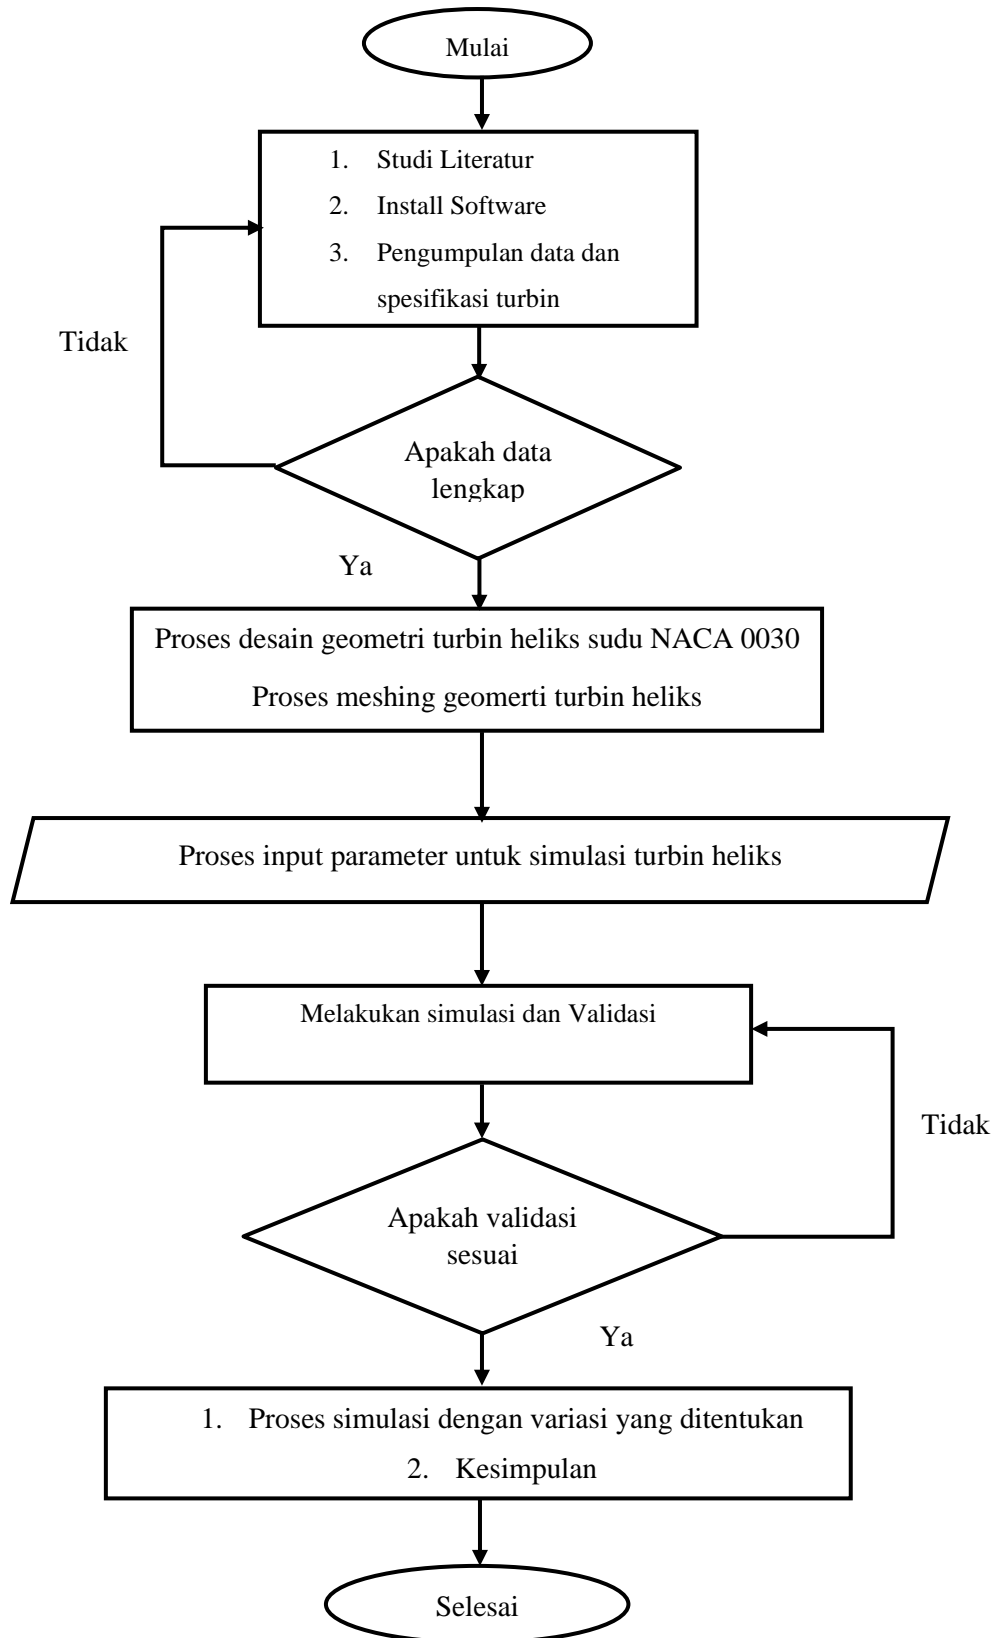 Mulai
1. Studi Literatur
2. Install Software
3. Pengumpulan data dan
spesifikasi turbin
Tidak
Apakah data
lengkap
Ya
Proses desain geometri turbin heliks sudu NACA 0030
Proses meshing geomerti turbin heliks
Proses input parameter untuk simulasi turbin heliks
Melakukan simulasi dan Validasi
Tidak
Apakah validasi
sesuai
Ya
1. Proses simulasi dengan variasi yang ditentukan
2. Kesimpulan
Selesai